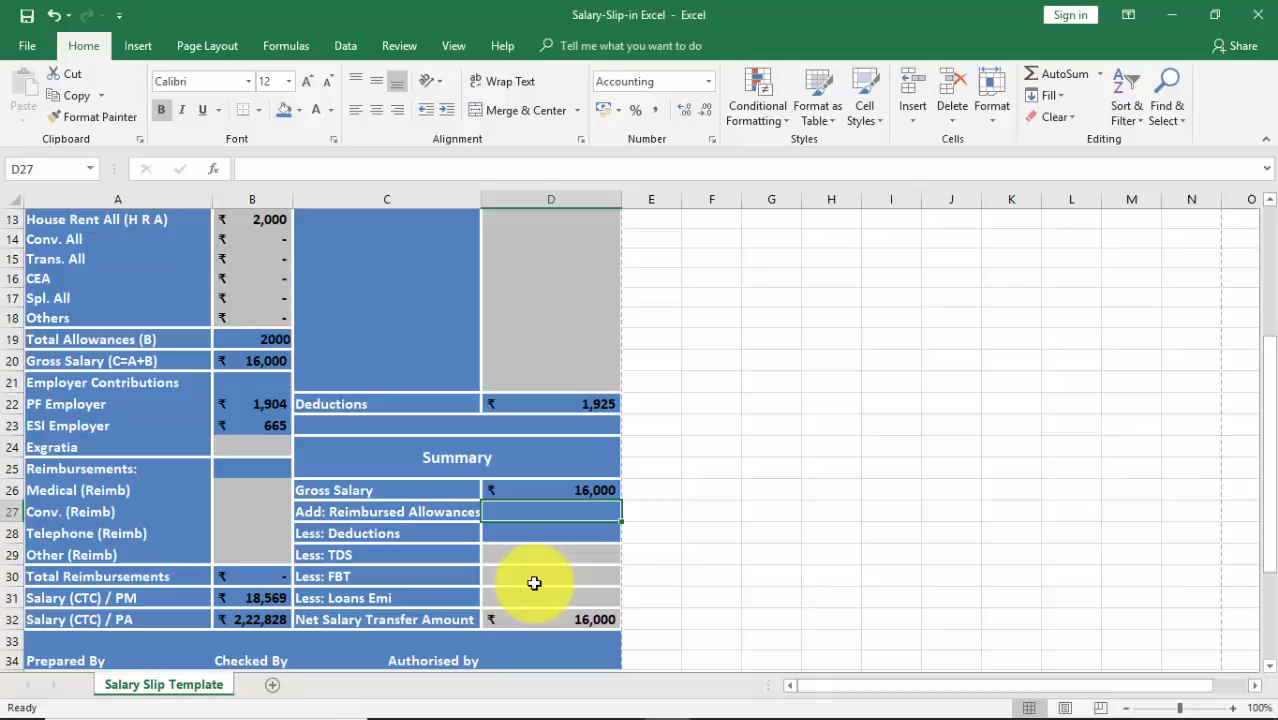 Salary-Slip-in Excel - Excel
Sign in
File Home Insert Page Layout Formulas Data Review View Help Tell me what you want to do Share
Paste Cut Copy Format Painter Clipboard
Calibri 12 A A B I U A Font
Wrap Text Merge & Center Alignment
Accounting % , Number
Conditional Formatting Format as Table Cell Styles Styles
Insert Delete Format Cells
AutoSum Fill Clear Sort & Filter Find & Select Editing
D27 fx
A B C D E F G H I J K L M N O
13 House Rent All (H R A) ₹ 2,000
14 Conv. All ₹ -
15 Trans. All ₹ -
16 CEA ₹ -
17 Spl. All ₹ -
18 Others ₹ -
19 Total Allowances (B) 2000
20 Gross Salary (C=A+B) ₹ 16,000
21 Employer Contributions
22 PF Employer ₹ 1,904 Deductions ₹ 1,925
23 ESI Employer ₹ 665
24 Exgratia Summary
25 Reimbursements:
26 Medical (Reimb) Gross Salary ₹ 16,000
27 Conv. (Reimb) Add: Reimbursed Allowances
28 Telephone (Reimb) Less: Deductions
29 Other (Reimb) Less: TDS
30 Total Reimbursements ₹ - Less: FBT
31 Salary (CTC) / PM ₹ 18,569 Less: Loans Emi
32 Salary (CTC) / PA ₹ 2,22,828 Net Salary Transfer Amount ₹ 16,000
33
34 Prepared By Checked By Authorised by
Salary Slip Template
Ready 100%